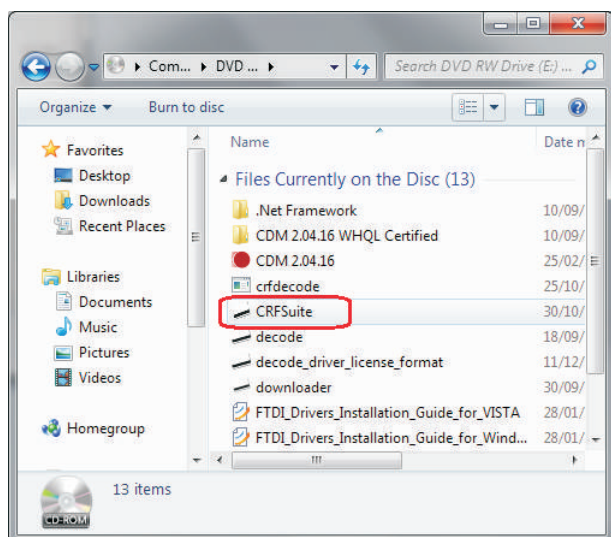 Com... DVD ... Search DVD RW Drive (E:) ...
Organize Burn to disc
Favorites
Desktop
Downloads
Recent Places
Libraries
Documents
Music
Pictures
Videos
Homegroup
Name Date n
Files Currently on the Disc (13)
.Net Framework 10/09/
CDM 2.04.16 WHQL Certified 10/09/
CDM 2.04.16 25/02/
crfdecode 25/10/
CRFSuite 30/10/
decode 18/09/
decode_driver_license_format 11/12/
downloader 30/09/
FTDI_Drivers_Installation_Guide_for_VISTA 28/01/
FTDI_Drivers_Installation_Guide_for_Wind... 28/01/
13 items
CD-ROM